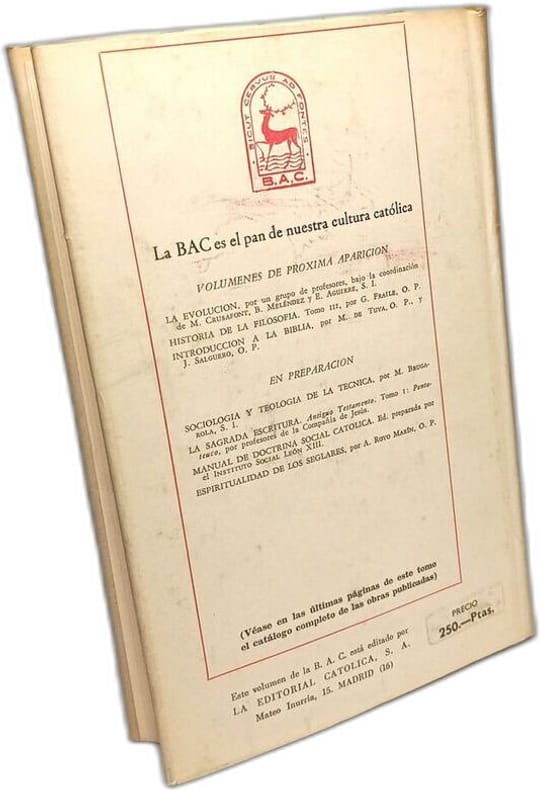 SICUT CERVUS AD FONTES
B.A.C.
La BAC es el pan de nuestra cultura católica
VOLUMENES DE PROXIMA APARICION
LA EVOLUCION, por un grupo de profesores, bajo la coordinación
de M. CRUSAFONT, B. MELÉNDEZ y E. AGUIRRE, S. I.
HISTORIA DE LA FILOSOFIA. Tomo III, por G. FRAILE, O. P.
INTRODUCCION A LA BIBLIA, por M. DE TUYA, O. P., y
J. SALGUERO, O. P.
EN PREPARACION
SOCIOLOGIA Y TEOLOGIA DE LA TECNICA, por M. BRUGA-
ROLA, S. I.
LA SAGRADA ESCRITURA. Antiguo Testamento. Tomo I: Penta-
teuco, por profesores de la Compañía de Jesús.
MANUAL DE DOCTRINA SOCIAL CATOLICA. Ed. preparada por
el INSTITUTO SOCIAL LEÓN XIII.
ESPIRITUALIDAD DE LOS SEGLARES, por A. ROYO MARÍN, O. P.
(Véase en las últimas páginas de este tomo
el catálogo completo de las obras publicadas)
PRECIO
250.—Ptas.
Este volumen de la B. A. C. está editado por
LA EDITORIAL CATOLICA, S. A.
Mateo Inurria, 15. MADRID (16)